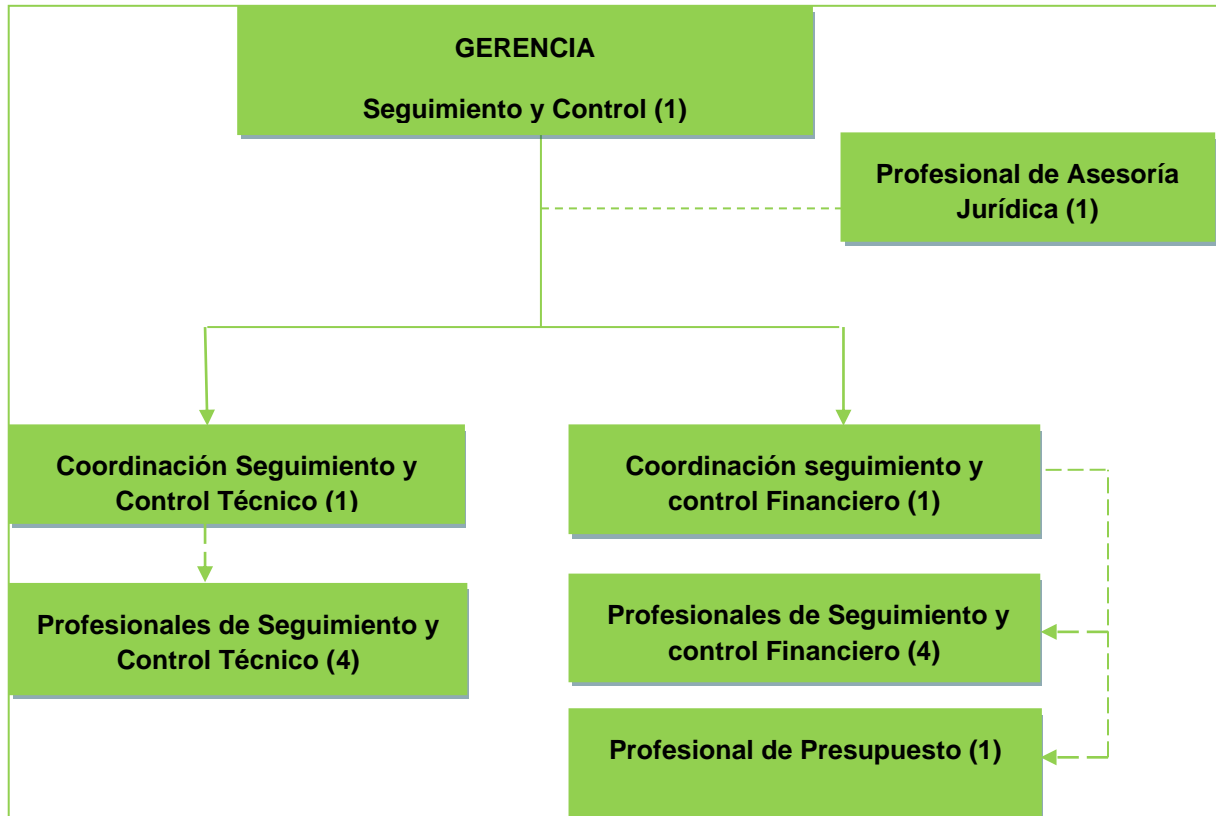 GERENCIA
Seguimiento y Control (1)
Profesional de Asesoría
Jurídica (1)
Coordinación Seguimiento y
Control Técnico (1)
Coordinación seguimiento y
control Financiero (1)
Profesionales de Seguimiento y
Control Técnico (4)
Profesionales de Seguimiento y
control Financiero (4)
Profesional de Presupuesto (1)